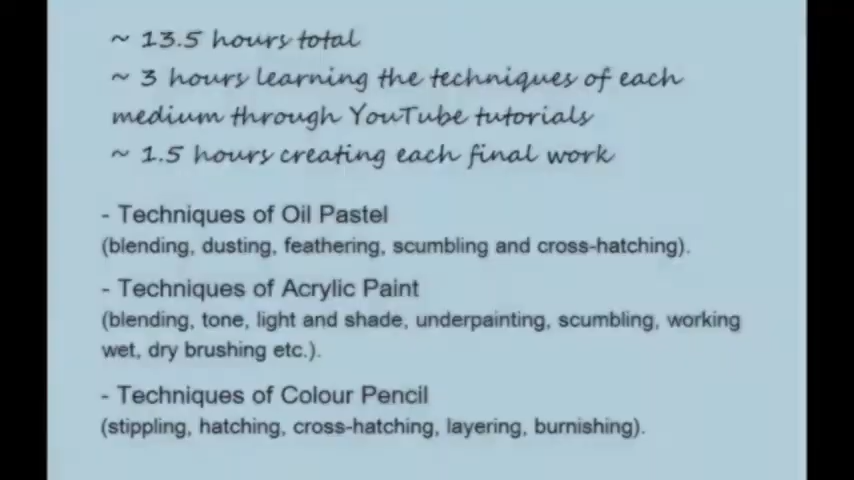 ~ 13.5 hours total
~ 3 hours learning the techniques of each
medium through YouTube tutorials
~ 1.5 hours creating each final work
- Techniques of Oil Pastel
(blending, dusting, feathering, scumbling and cross-hatching).
- Techniques of Acrylic Paint
(blending, tone, light and shade, underpainting, scumbling, working
wet, dry brushing etc.).
- Techniques of Colour Pencil
(stippling, hatching, cross-hatching, layering, burnishing).